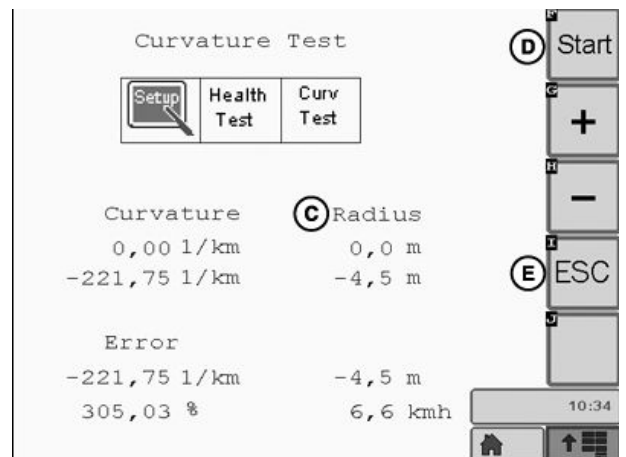 Curvature Test
D
F
Start
Setup
Health Test
Curv Test
G
+
H
-
Curvature
C
Radius
0,00 1/km
0,0 m
-221,75 1/km
-4,5 m
I
E
ESC
J
Error
-221,75 1/km
-4,5 m
305,03 %
6,6 kmh
10:34